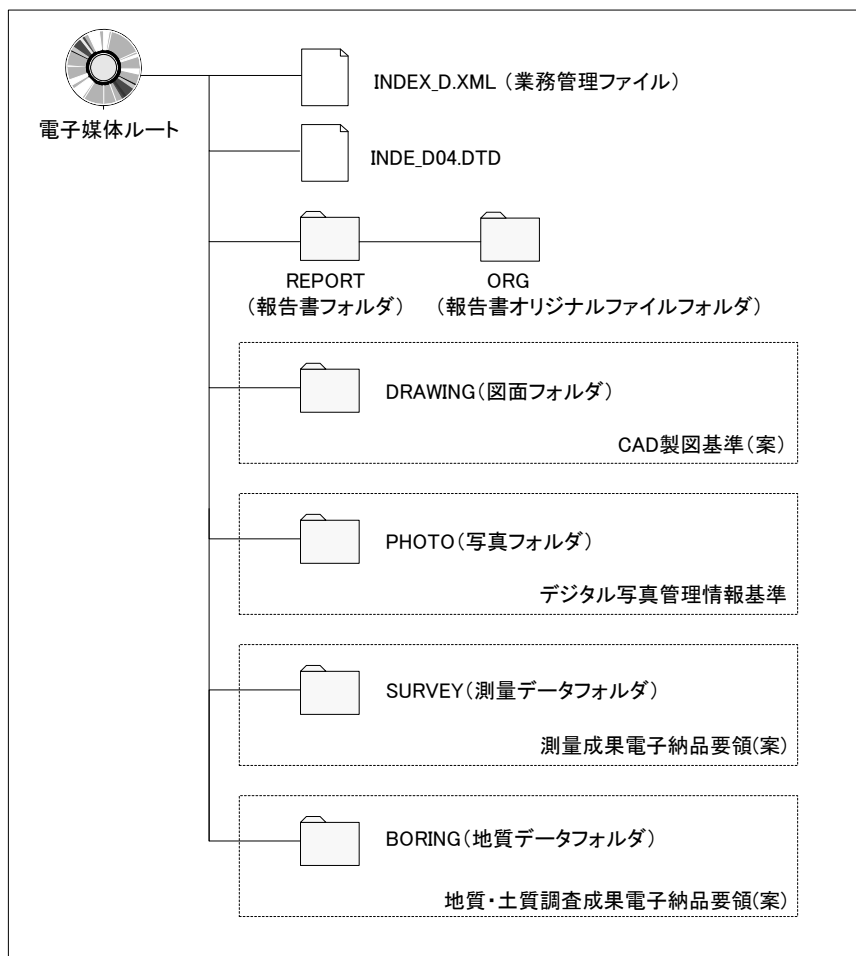 INDEX_D.XML（業務管理ファイル）
電子媒体ルート
INDE_D04.DTD
REPORT
（報告書フォルダ）
ORG
（報告書オリジナルファイルフォルダ）
DRAWING（図面フォルダ）
CAD製図基準（案）
PHOTO（写真フォルダ）
デジタル写真管理情報基準
SURVEY（測量データフォルダ）
測量成果電子納品要領(案）
BORING（地質データフォルダ）
地質・土質調査成果電子納品要領(案）